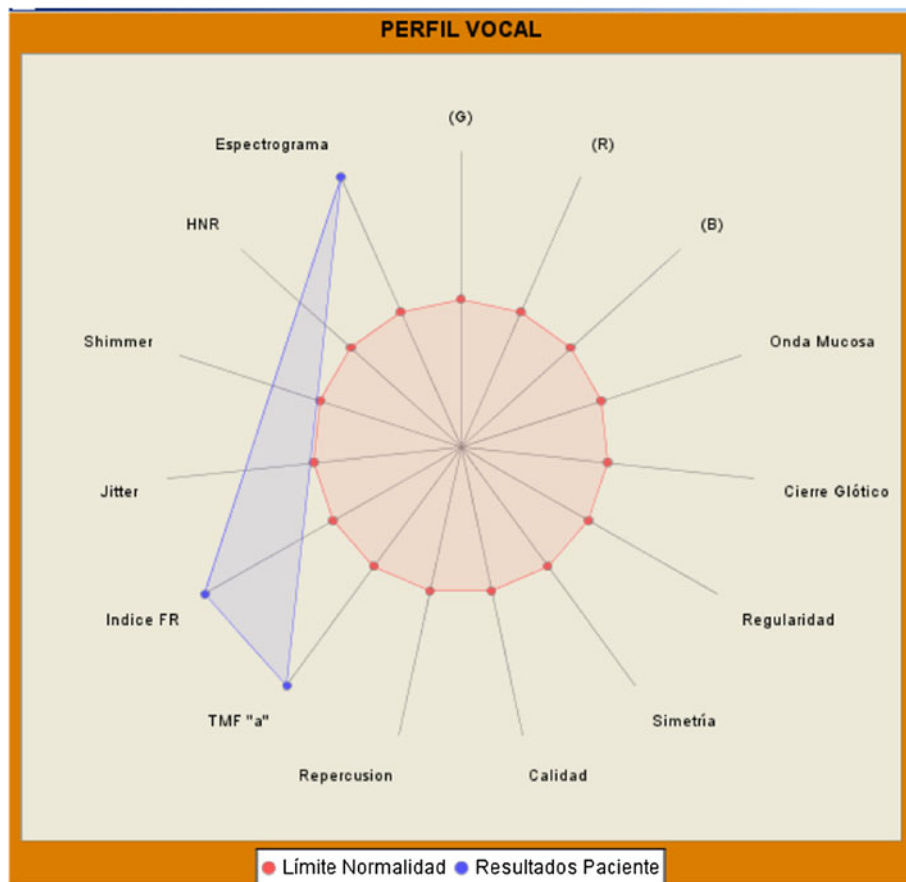 PERFIL VOCAL
(G)
Espectrograma
(R)
HNR
(B)
Shimmer
Onda Mucosa
Jitter
Cierre Glótico
Indice FR
Regularidad
TMF "a"
Simetría
Repercusion
Calidad
Límite Normalidad
Resultados Paciente